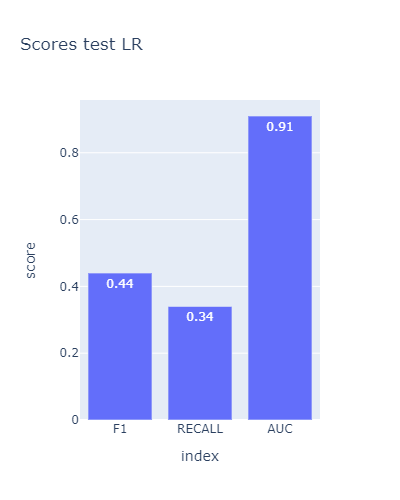 Scores test LR
0.8
0.6
0.4
0.2
0
score
0.44
0.34
0.91
F1
RECALL
AUC
index